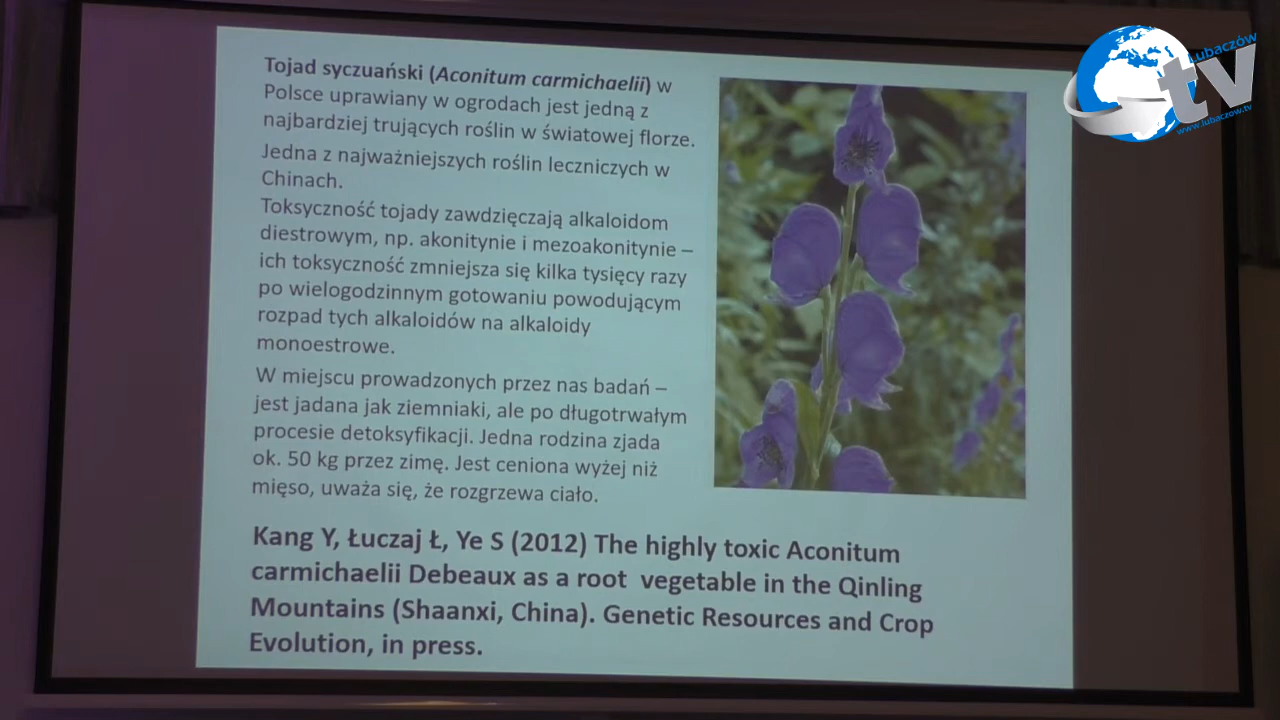 Tojad syczuański (Aconitum carmichaelii) w
Polsce uprawiany w ogrodach jest jedną z
najbardziej trujących roślin w światowej florze.
Jedna z najważniejszych roślin leczniczych w
Chinach.
Toksyczność tojady zawdzięczają alkaloidom
diestrowym, np. akonitynie i mezoakonitynie –
ich toksyczność zmniejsza się kilka tysięcy razy
po wielogodzinnym gotowaniu powodującym
rozpad tych alkaloidów na alkaloidy
monoestrowe.
W miejscu prowadzonych przez nas badań –
jest jadana jak ziemniaki, ale po długotrwałym
procesie detoksyfikacji. Jedna rodzina zjada
ok. 50 kg przez zimę. Jest ceniona wyżej niż
mięso, uważa się, że rozgrzewa ciało.
Kang Y, Łuczaj Ł, Ye S (2012) The highly toxic Aconitum
carmichaelii Debeaux as a root vegetable in the Qinling
Mountains (Shaanxi, China). Genetic Resources and Crop
Evolution, in press.
Lubaczów
tv
www.lubaczow.tv